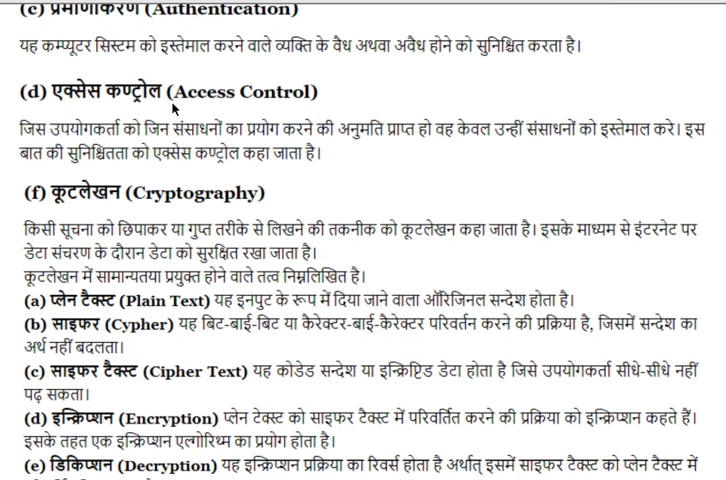 (c) प्रमाणीकरण (Authentication)
यह कम्प्यूटर सिस्टम को इस्तेमाल करने वाले व्यक्ति के वैध अथवा अवैध होने को सुनिश्चित करता है।
(d) एक्सेस कण्ट्रोल (Access Control)
जिस उपयोगकर्ता को जिन संसाधनों का प्रयोग करने की अनुमति प्राप्त हो वह केवल उन्हीं संसाधनों को इस्तेमाल करे। इस
बात की सुनिश्चितता को एक्सेस कण्ट्रोल कहा जाता है।
(f) कूटलेखन (Cryptography)
किसी सूचना को छिपाकर या गुप्त तरीके से लिखने की तकनीक को कूटलेखन कहा जाता है। इसके माध्यम से इंटरनेट पर
डेटा संचरण के दौरान डेटा को सुरक्षित रखा जाता है।
कूटलेखन में सामान्यतया प्रयुक्त होने वाले तत्व निम्नलिखित है।
(a) प्लेन टैक्स्ट (Plain Text) यह इनपुट के रूप में दिया जाने वाला ऑरिजिनल सन्देश होता है।
(b) साइफर (Cypher) यह बिट-बाई-बिट या कैरेक्टर-बाई-कैरेक्टर परिवर्तन करने की प्रक्रिया है, जिसमें सन्देश का
अर्थ नहीं बदलता।
(c) साइफर टैक्स्ट (Cipher Text) यह कोडेड सन्देश या इन्क्रिप्टिड डेटा होता है जिसे उपयोगकर्ता सीधे-सीधे नहीं
पढ़ सकता।
(d) इन्क्रिप्शन (Encryption) प्लेन टेक्स्ट को साइफर टैक्स्ट में परिवर्तित करने की प्रक्रिया को इन्क्रिप्शन कहते हैं।
इसके तहत एक इन्क्रिप्शन एल्गोरिथ्म का प्रयोग होता है।
(e) डिकिप्शन (Decryption) यह इन्क्रिप्शन प्रक्रिया का रिवर्स होता है अर्थात् इसमें साइफर टैक्स्ट को प्लेन टैक्स्ट में